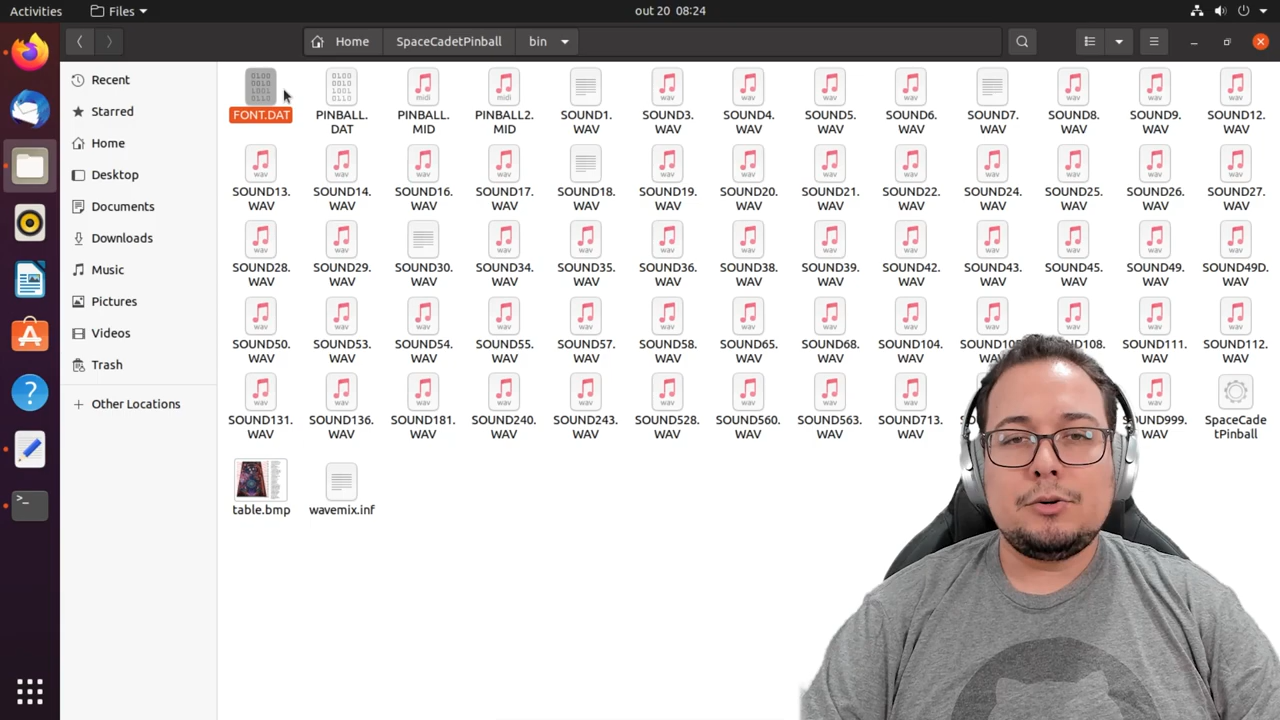 Activities
Files
out 20 08:24
Home
SpaceCadetPinball
bin
Recent
Starred
Home
Desktop
Documents
Downloads
Music
Pictures
Videos
Trash
Other Locations
FONT.DAT
PINBALL.
DAT
PINBALL.
MID
PINBALL2.
MID
SOUND1.
WAV
SOUND3.
WAV
SOUND4.
WAV
SOUND5.
WAV
SOUND6.
WAV
SOUND7.
WAV
SOUND8.
WAV
SOUND9.
WAV
SOUND12.
WAV
SOUND13.
WAV
SOUND14.
WAV
SOUND16.
WAV
SOUND17.
WAV
SOUND18.
WAV
SOUND19.
WAV
SOUND20.
WAV
SOUND21.
WAV
SOUND22.
WAV
SOUND24.
WAV
SOUND25.
WAV
SOUND26.
WAV
SOUND27.
WAV
SOUND28.
WAV
SOUND29.
WAV
SOUND30.
WAV
SOUND34.
WAV
SOUND35.
WAV
SOUND36.
WAV
SOUND38.
WAV
SOUND39.
WAV
SOUND42.
WAV
SOUND43.
WAV
SOUND45.
WAV
SOUND49.
WAV
SOUND49D.
WAV
SOUND50.
WAV
SOUND53.
WAV
SOUND54.
WAV
SOUND55.
WAV
SOUND57.
WAV
SOUND58.
WAV
SOUND65.
WAV
SOUND68.
WAV
SOUND104.
WAV
SOUND111.
WAV
SOUND112.
WAV
SOUND131.
WAV
SOUND136.
WAV
SOUND181.
WAV
SOUND240.
WAV
SOUND243.
WAV
SOUND528.
WAV
SOUND560.
WAV
SOUND563.
WAV
SOUND713.
WAV
WAV
SpaceCade
tPinball
table.bmp
wavemix.inf